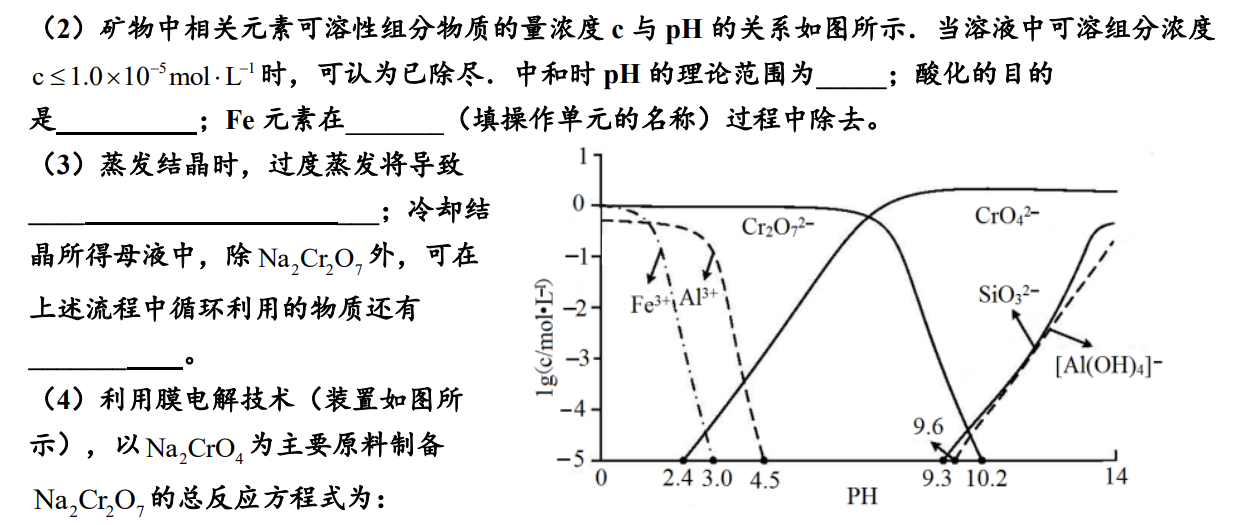 （2）矿物中相关元素可溶性组分物质的量浓度 c 与 pH 的关系如图所示．当溶液中可溶组分浓度
c≤1.0×10⁻⁵mol·L⁻¹时，可认为已除尽．中和时 pH 的理论范围为_____；酸化的目的
是__________；Fe 元素在_______（填操作单元的名称）过程中除去。
（3）蒸发结晶时，过度蒸发将导致
_________________________；冷却结
晶所得母液中，除 Na₂Cr₂O₇ 外，可在
上述流程中循环利用的物质还有
___________。
（4）利用膜电解技术（装置如图所
示），以 Na₂CrO₄ 为主要原料制备
Na₂Cr₂O₇ 的总反应方程式为：
1
0
−1
−2
−3
−4
−5
lg(c/mol•L⁻¹)
Cr₂O₇²⁻
CrO₄²⁻
Fe³⁺
Al³⁺
SiO₃²⁻
[Al(OH)₄]⁻
9.6
0 2.4 3.0 4.5 9.3 10.2 14
PH